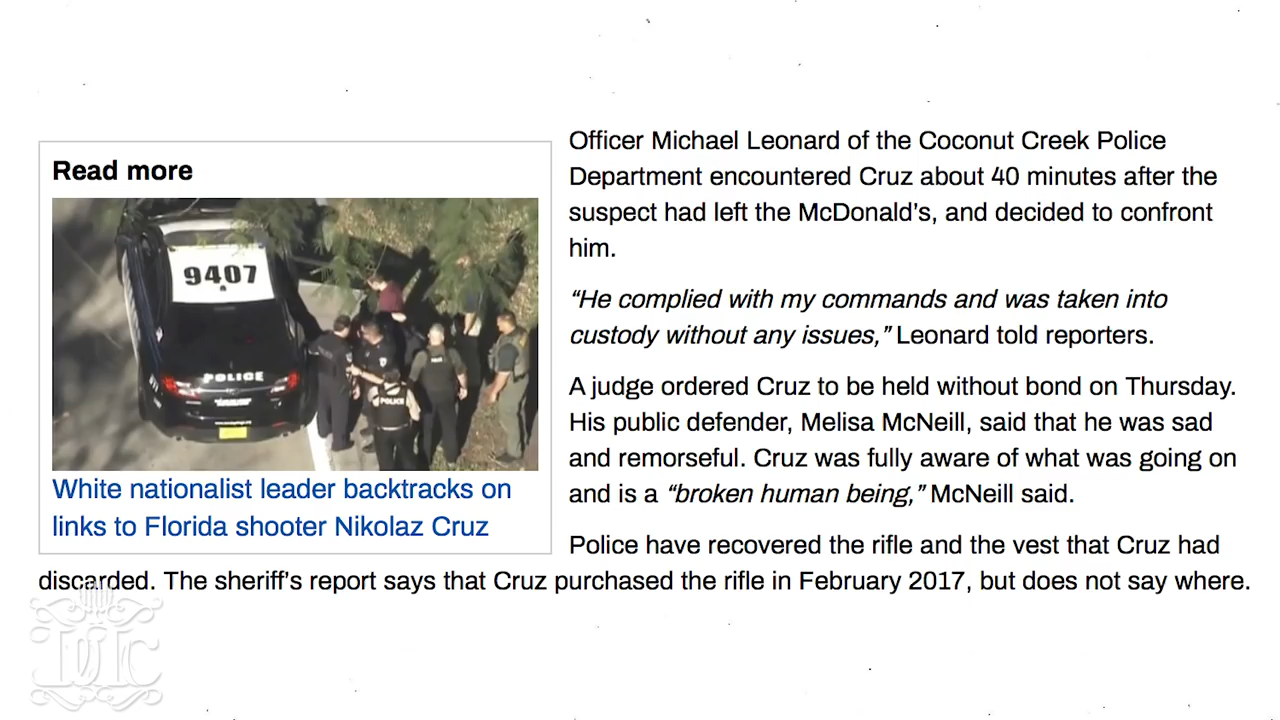 Read more
9407
POLICE
POLICE
White nationalist leader backtracks on
links to Florida shooter Nikolaz Cruz
Officer Michael Leonard of the Coconut Creek Police
Department encountered Cruz about 40 minutes after the
suspect had left the McDonald’s, and decided to confront
him.
“He complied with my commands and was taken into
custody without any issues,” Leonard told reporters.
A judge ordered Cruz to be held without bond on Thursday.
His public defender, Melisa McNeill, said that he was sad
and remorseful. Cruz was fully aware of what was going on
and is a “broken human being,” McNeill said.
Police have recovered the rifle and the vest that Cruz had
discarded. The sheriff’s report says that Cruz purchased the rifle in February 2017, but does not say where.